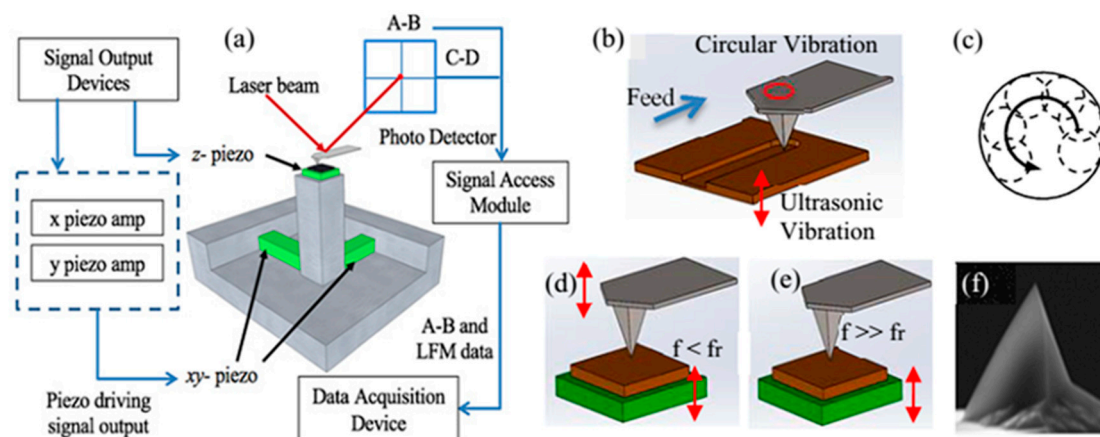 Signal Output
Devices
(a)
A-B
C-D
Laser beam
Photo Detector
z- piezo
x piezo amp
y piezo amp
Signal Access
Module
A-B and
LFM data
xy- piezo
Piezo driving
signal output
Data Acquisition
Device
(b)
Circular Vibration
Feed
Ultrasonic
Vibration
(c)
(d)
f < fr
(e)
f >> fr
(f)